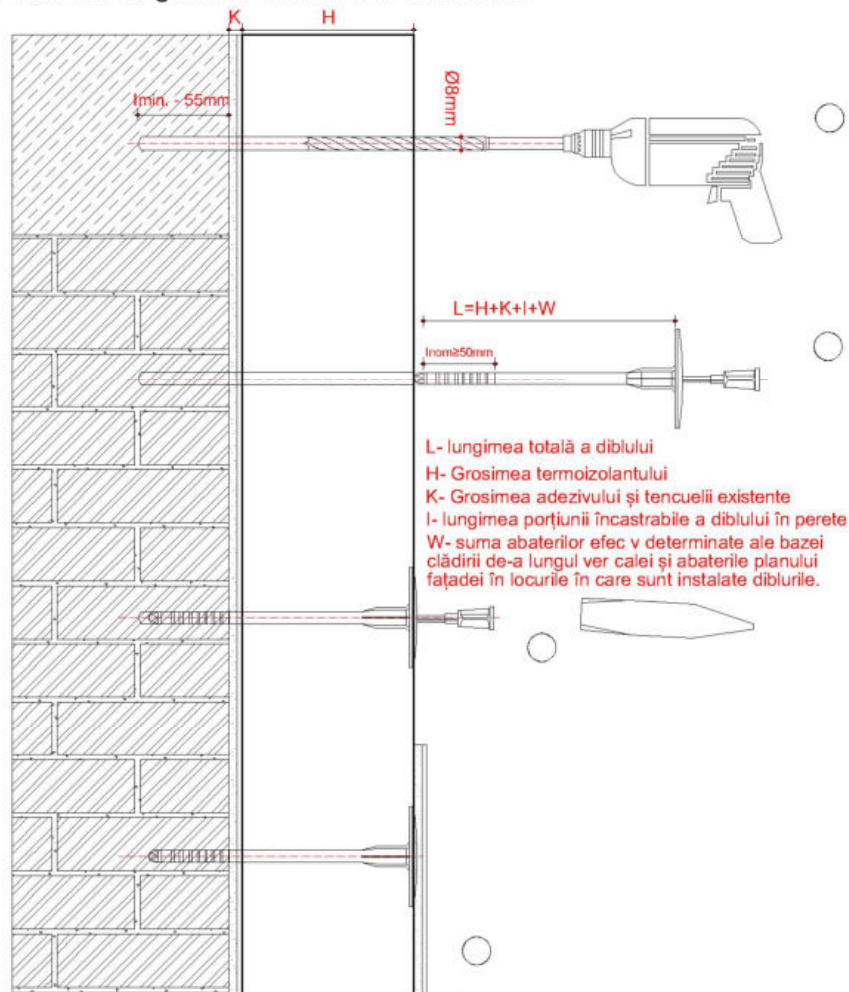 K H
lmin. - 55mm
Ø8mm
L=H+K+I+W
lnom≥50mm
L- lungimea totală a diblului
H- Grosimea termoizolantului
K- Grosimea adezivului și tencuelii existente
I- lungimea porțiunii încastrabile a diblului în perete
W- suma abaterilor efec v determinate ale bazei
clădirii de-a lungul ver calei și abaterile planului
fațadei în locurile în care sunt instalate diblurile.